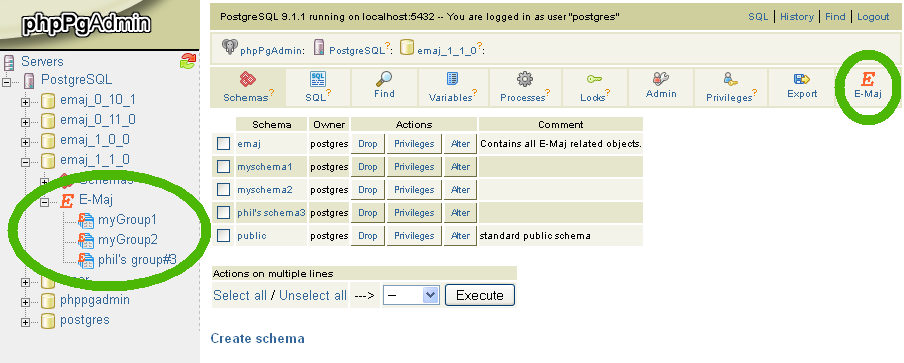 phpPgAdmin
Servers
PostgreSQL
emaj_0_10_1
emaj_0_11_0
emaj_1_0_0
emaj_1_1_0
Schemas
E E-Maj
myGroup1
myGroup2
phil's group#3
phppgadmin
postgres
PostgreSQL 9.1.1 running on localhost:5432 -- You are logged in as user "postgres"
SQL | History | Find | Logout
phpPgAdmin: PostgreSQL?: emaj_1_1_0?:
Schemas? SQL SQL? Find Variables? Processes? Locks? Admin Privileges? Export E E-Maj
Schema Owner Actions Comment
emaj postgres Drop Privileges Alter Contains all E-Maj related objects.
myschema1 postgres Drop Privileges Alter
myschema2 postgres Drop Privileges Alter
phil's schema3 postgres Drop Privileges Alter
public postgres Drop Privileges Alter standard public schema
Actions on multiple lines
Select all / Unselect all ---> -- Execute
Create schema